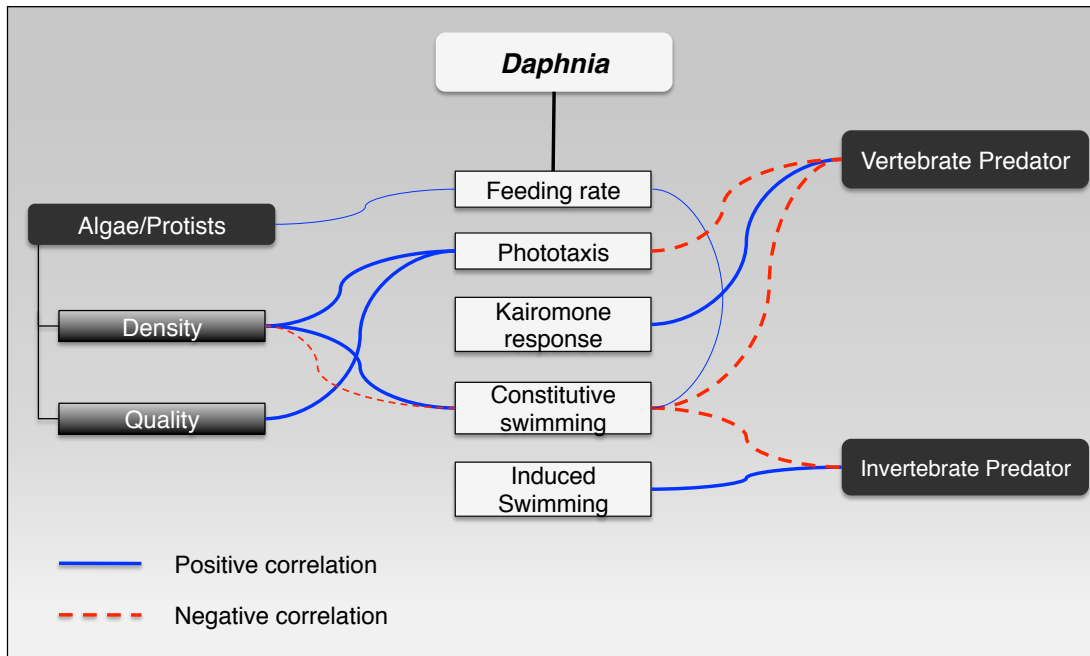 Daphnia
Feeding rate
Phototaxis
Kairomone
response
Constitutive
swimming
Induced
Swimming
Algae/Protists
Density
Quality
Vertebrate Predator
Invertebrate Predator
Positive correlation
Negative correlation